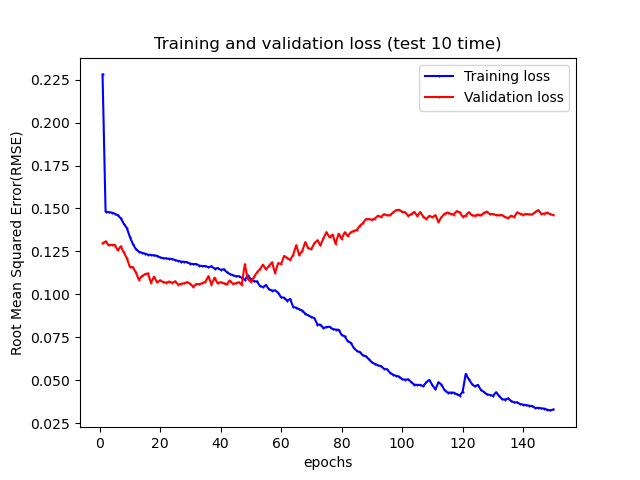 Training and validation loss (test 10 time)
Training loss
Validation loss
Root Mean Squared Error(RMSE)
0.225
0.200
0.175
0.150
0.125
0.100
0.075
0.050
0.025
0 20 40 60 80 100 120 140
epochs